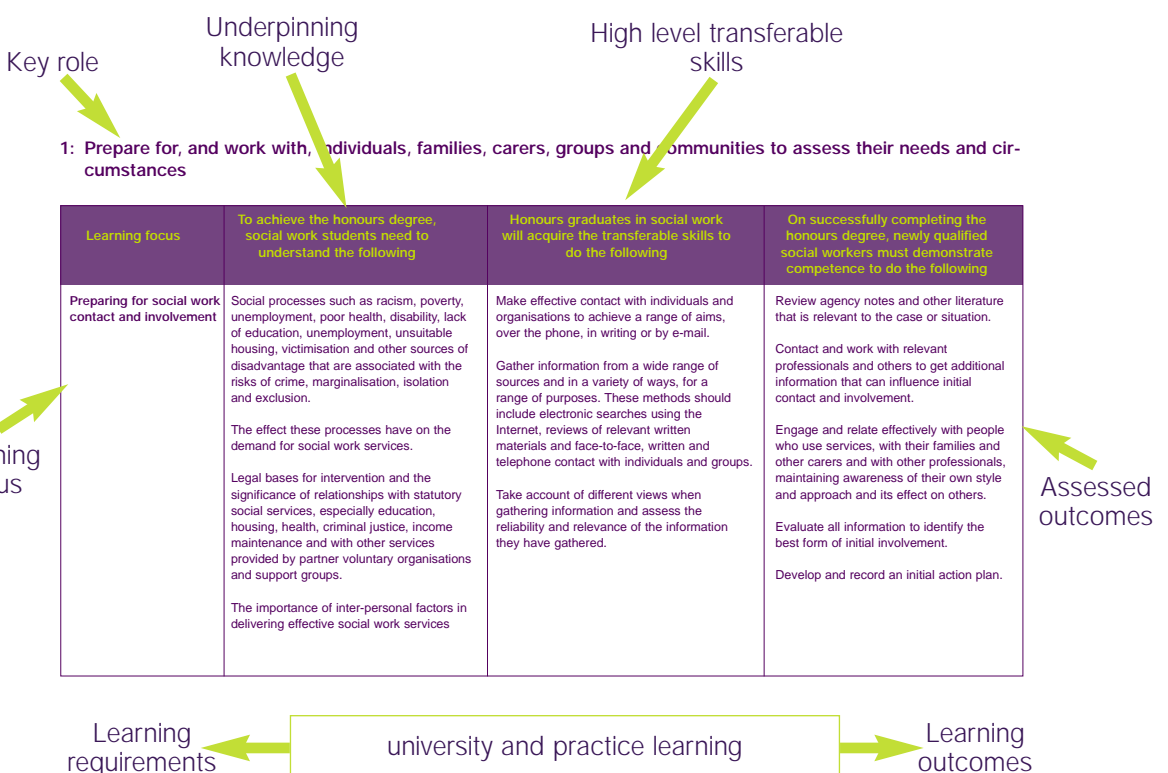 Underpinning
knowledge
High level transferable
skills
Key role
1: Prepare for, and work with, individuals, families, carers, groups and communities to assess their needs and cir-
cumstances
Learning focus
To achieve the honours degree,
social work students need to
understand the following
Honours graduates in social work
will acquire the transferable skills to
do the following
On successfully completing the
honours degree, newly qualified
social workers must demonstrate
competence to do the following
Preparing for social work
contact and involvement
Social processes such as racism, poverty,
unemployment, poor health, disability, lack
of education, unemployment, unsuitable
housing, victimisation and other sources of
disadvantage that are associated with the
risks of crime, marginalisation, isolation
and exclusion.
The effect these processes have on the
demand for social work services.
Legal bases for intervention and the
significance of relationships with statutory
social services, especially education,
housing, health, criminal justice, income
maintenance and with other services
provided by partner voluntary organisations
and support groups.
The importance of inter-personal factors in
delivering effective social work services
Make effective contact with individuals and
organisations to achieve a range of aims,
over the phone, in writing or by e-mail.
Gather information from a wide range of
sources and in a variety of ways, for a
range of purposes. These methods should
include electronic searches using the
Internet, reviews of relevant written
materials and face-to-face, written and
telephone contact with individuals and groups.
Take account of different views when
gathering information and assess the
reliability and relevance of the information
they have gathered.
Review agency notes and other literature
that is relevant to the case or situation.
Contact and work with relevant
professionals and others to get additional
information that can influence initial
contact and involvement.
Engage and relate effectively with people
who use services, with their families and
other carers and with other professionals,
maintaining awareness of their own style
and approach and its effect on others.
Evaluate all information to identify the
best form of initial involvement.
Develop and record an initial action plan.
ning
us
Assessed
outcomes
Learning
requirements
university and practice learning
Learning
outcomes